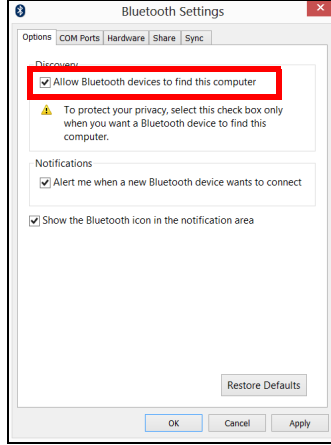 Bluetooth Settings
Options COM Ports Hardware Share Sync
Discovery
Allow Bluetooth devices to find this computer
To protect your privacy, select this check box only
when you want a Bluetooth device to find this
computer.
Notifications
Alert me when a new Bluetooth device wants to connect
Show the Bluetooth icon in the notification area
Restore Defaults
OK Cancel Apply